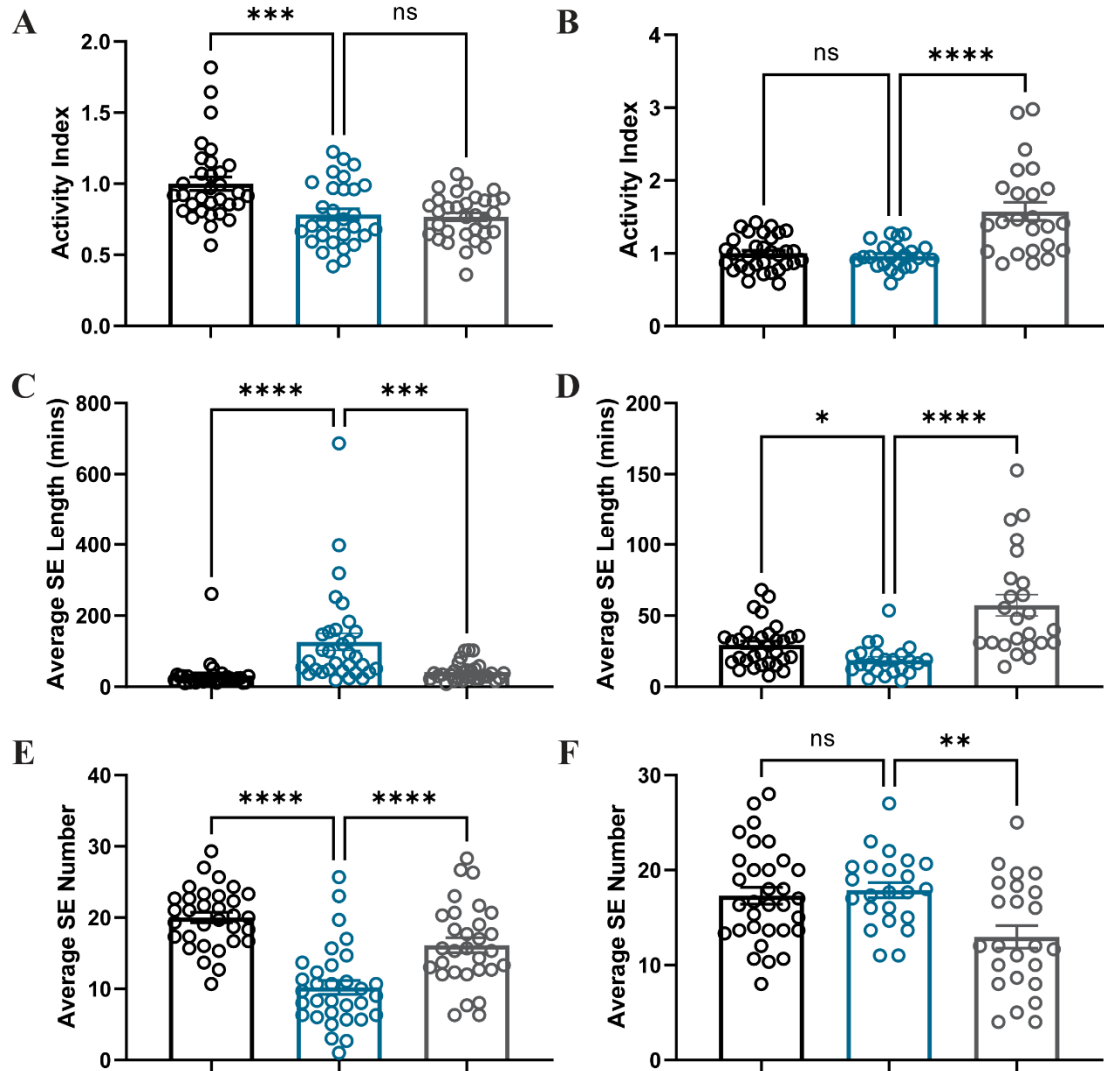 A
Activity Index
2.0
1.5
1.0
0.5
0.0
***
ns
B
Activity Index
4
3
2
1
0
ns
****
C
Average SE Length (mins)
800
600
400
200
0
****
***
D
Average SE Length (mins)
200
150
100
50
0
*
****
E
Average SE Number
40
30
20
10
0
****
****
F
Average SE Number
30
20
10
0
ns
**